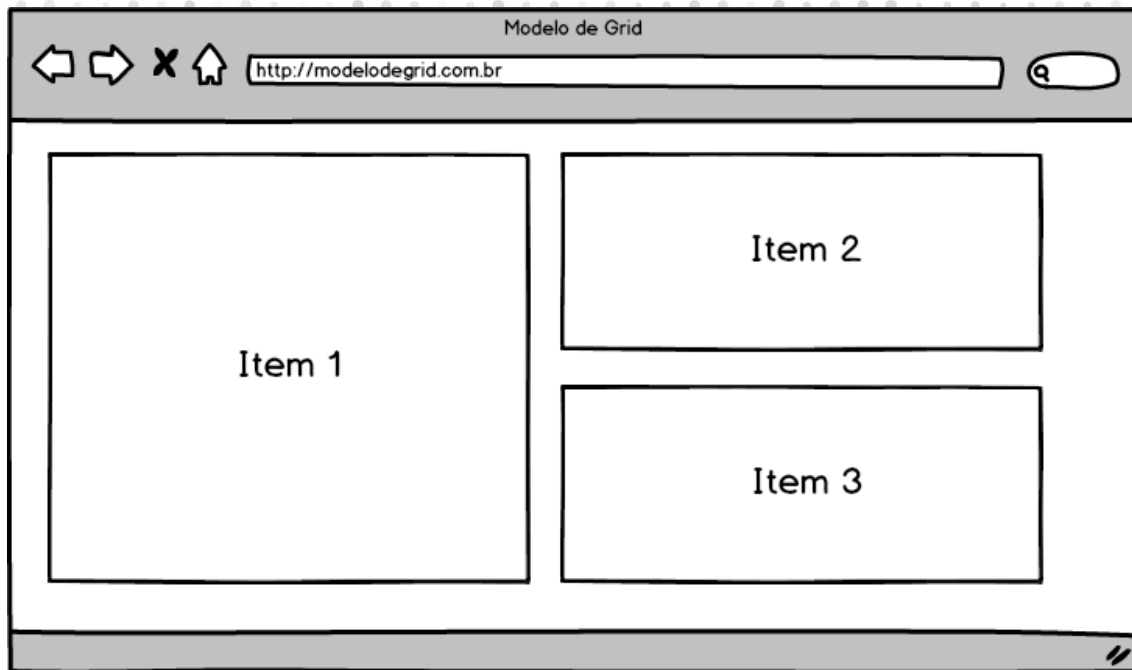 Modelo de Grid
http://modelodegrid.com.br
Item 1
Item 2
Item 3